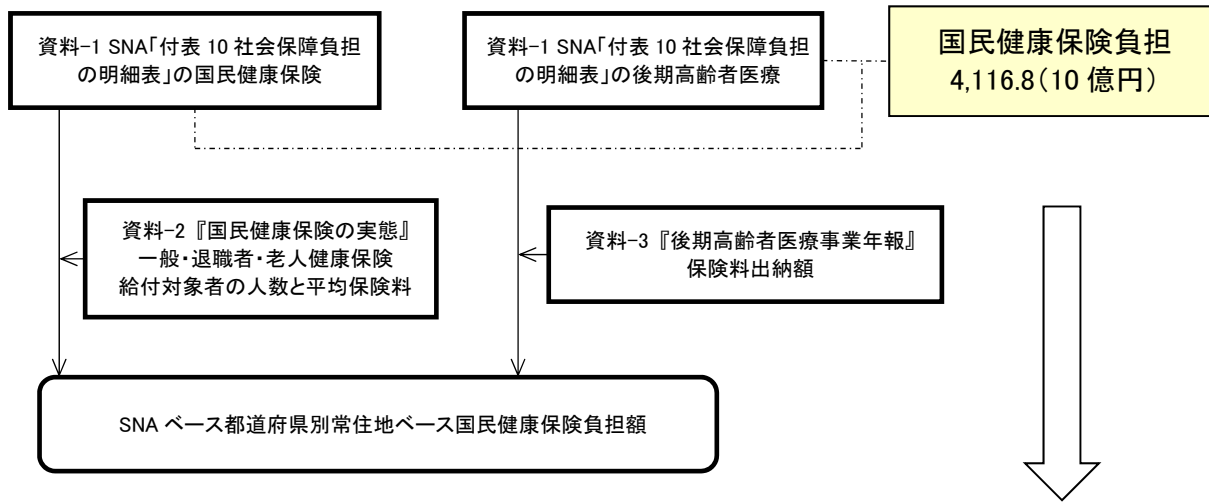 資料-1 SNA「付表 10 社会保障負担
の明細表」の国民健康保険
資料-1 SNA「付表 10 社会保障負担
の明細表」の後期高齢者医療
国民健康保険負担
4,116.8(10 億円)
資料-2 『国民健康保険の実態』
一般・退職者・老人健康保険
給付対象者の人数と平均保険料
資料-3 『後期高齢者医療事業年報』
保険料出納額
SNA ベース都道府県別常住地ベース国民健康保険負担額